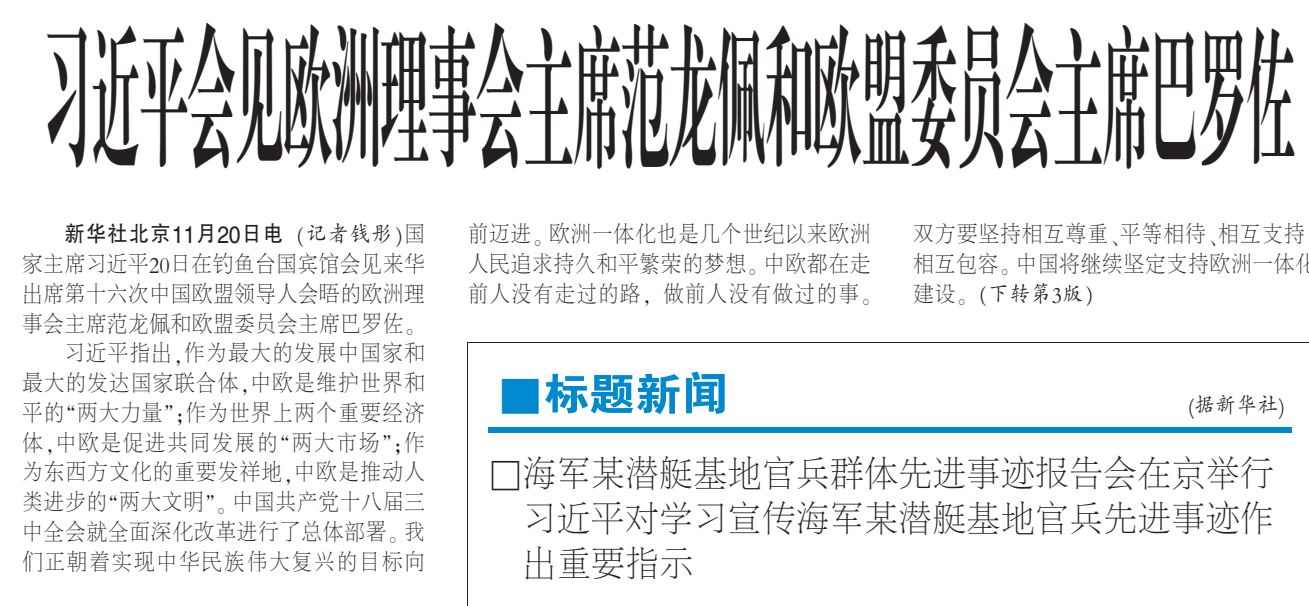 习近平会见欧洲理事会主席范龙佩和欧盟委员会主席巴罗佐
新华社北京11月20日电 (记者钱彤)国
家主席习近平20日在钓鱼台国宾馆会见来华
出席第十六次中国欧盟领导人会晤的欧洲理
事会主席范龙佩和欧盟委员会主席巴罗佐。
习近平指出,作为最大的发展中国家和
最大的发达国家联合体,中欧是维护世界和
平的“两大力量”;作为世界上两个重要经济
体,中欧是促进共同发展的“两大市场”;作
为东西方文化的重要发祥地,中欧是推动人
类进步的“两大文明”。中国共产党十八届三
中全会就全面深化改革进行了总体部署。我
们正朝着实现中华民族伟大复兴的目标向
前迈进。欧洲一体化也是几个世纪以来欧洲
人民追求持久和平繁荣的梦想。中欧都在走
前人没有走过的路，做前人没有做过的事。
双方要坚持相互尊重、平等相待、相互支持
相互包容。中国将继续坚定支持欧洲一体化
建设。(下转第3版)
■标题新闻
(据新华社)
□海军某潜艇基地官兵群体先进事迹报告会在京举行
习近平对学习宣传海军某潜艇基地官兵先进事迹作
出重要指示